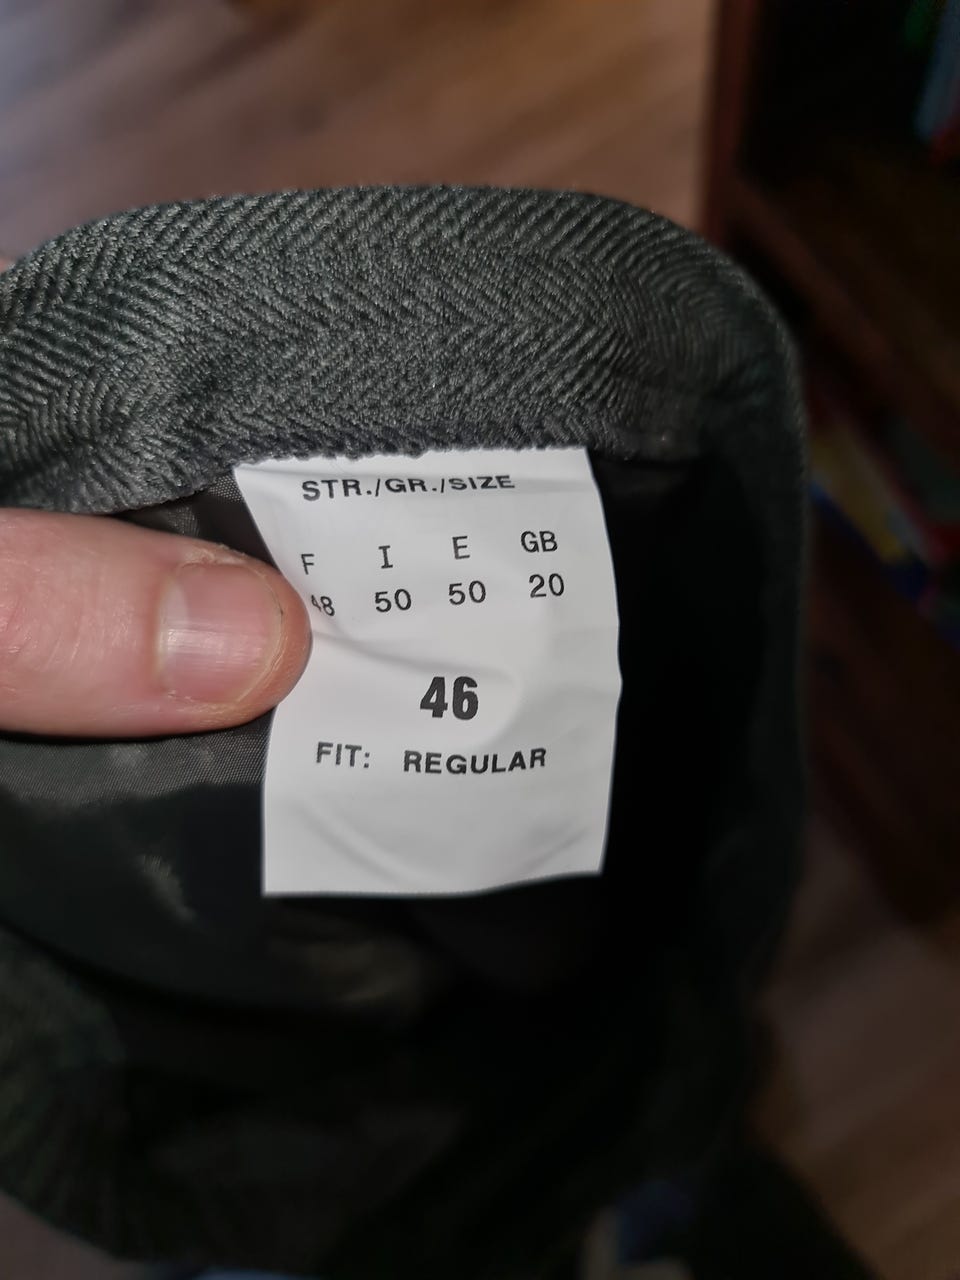 STR./GR./SIZE
F I E GB
48 50 50 20
46
FIT: REGULAR